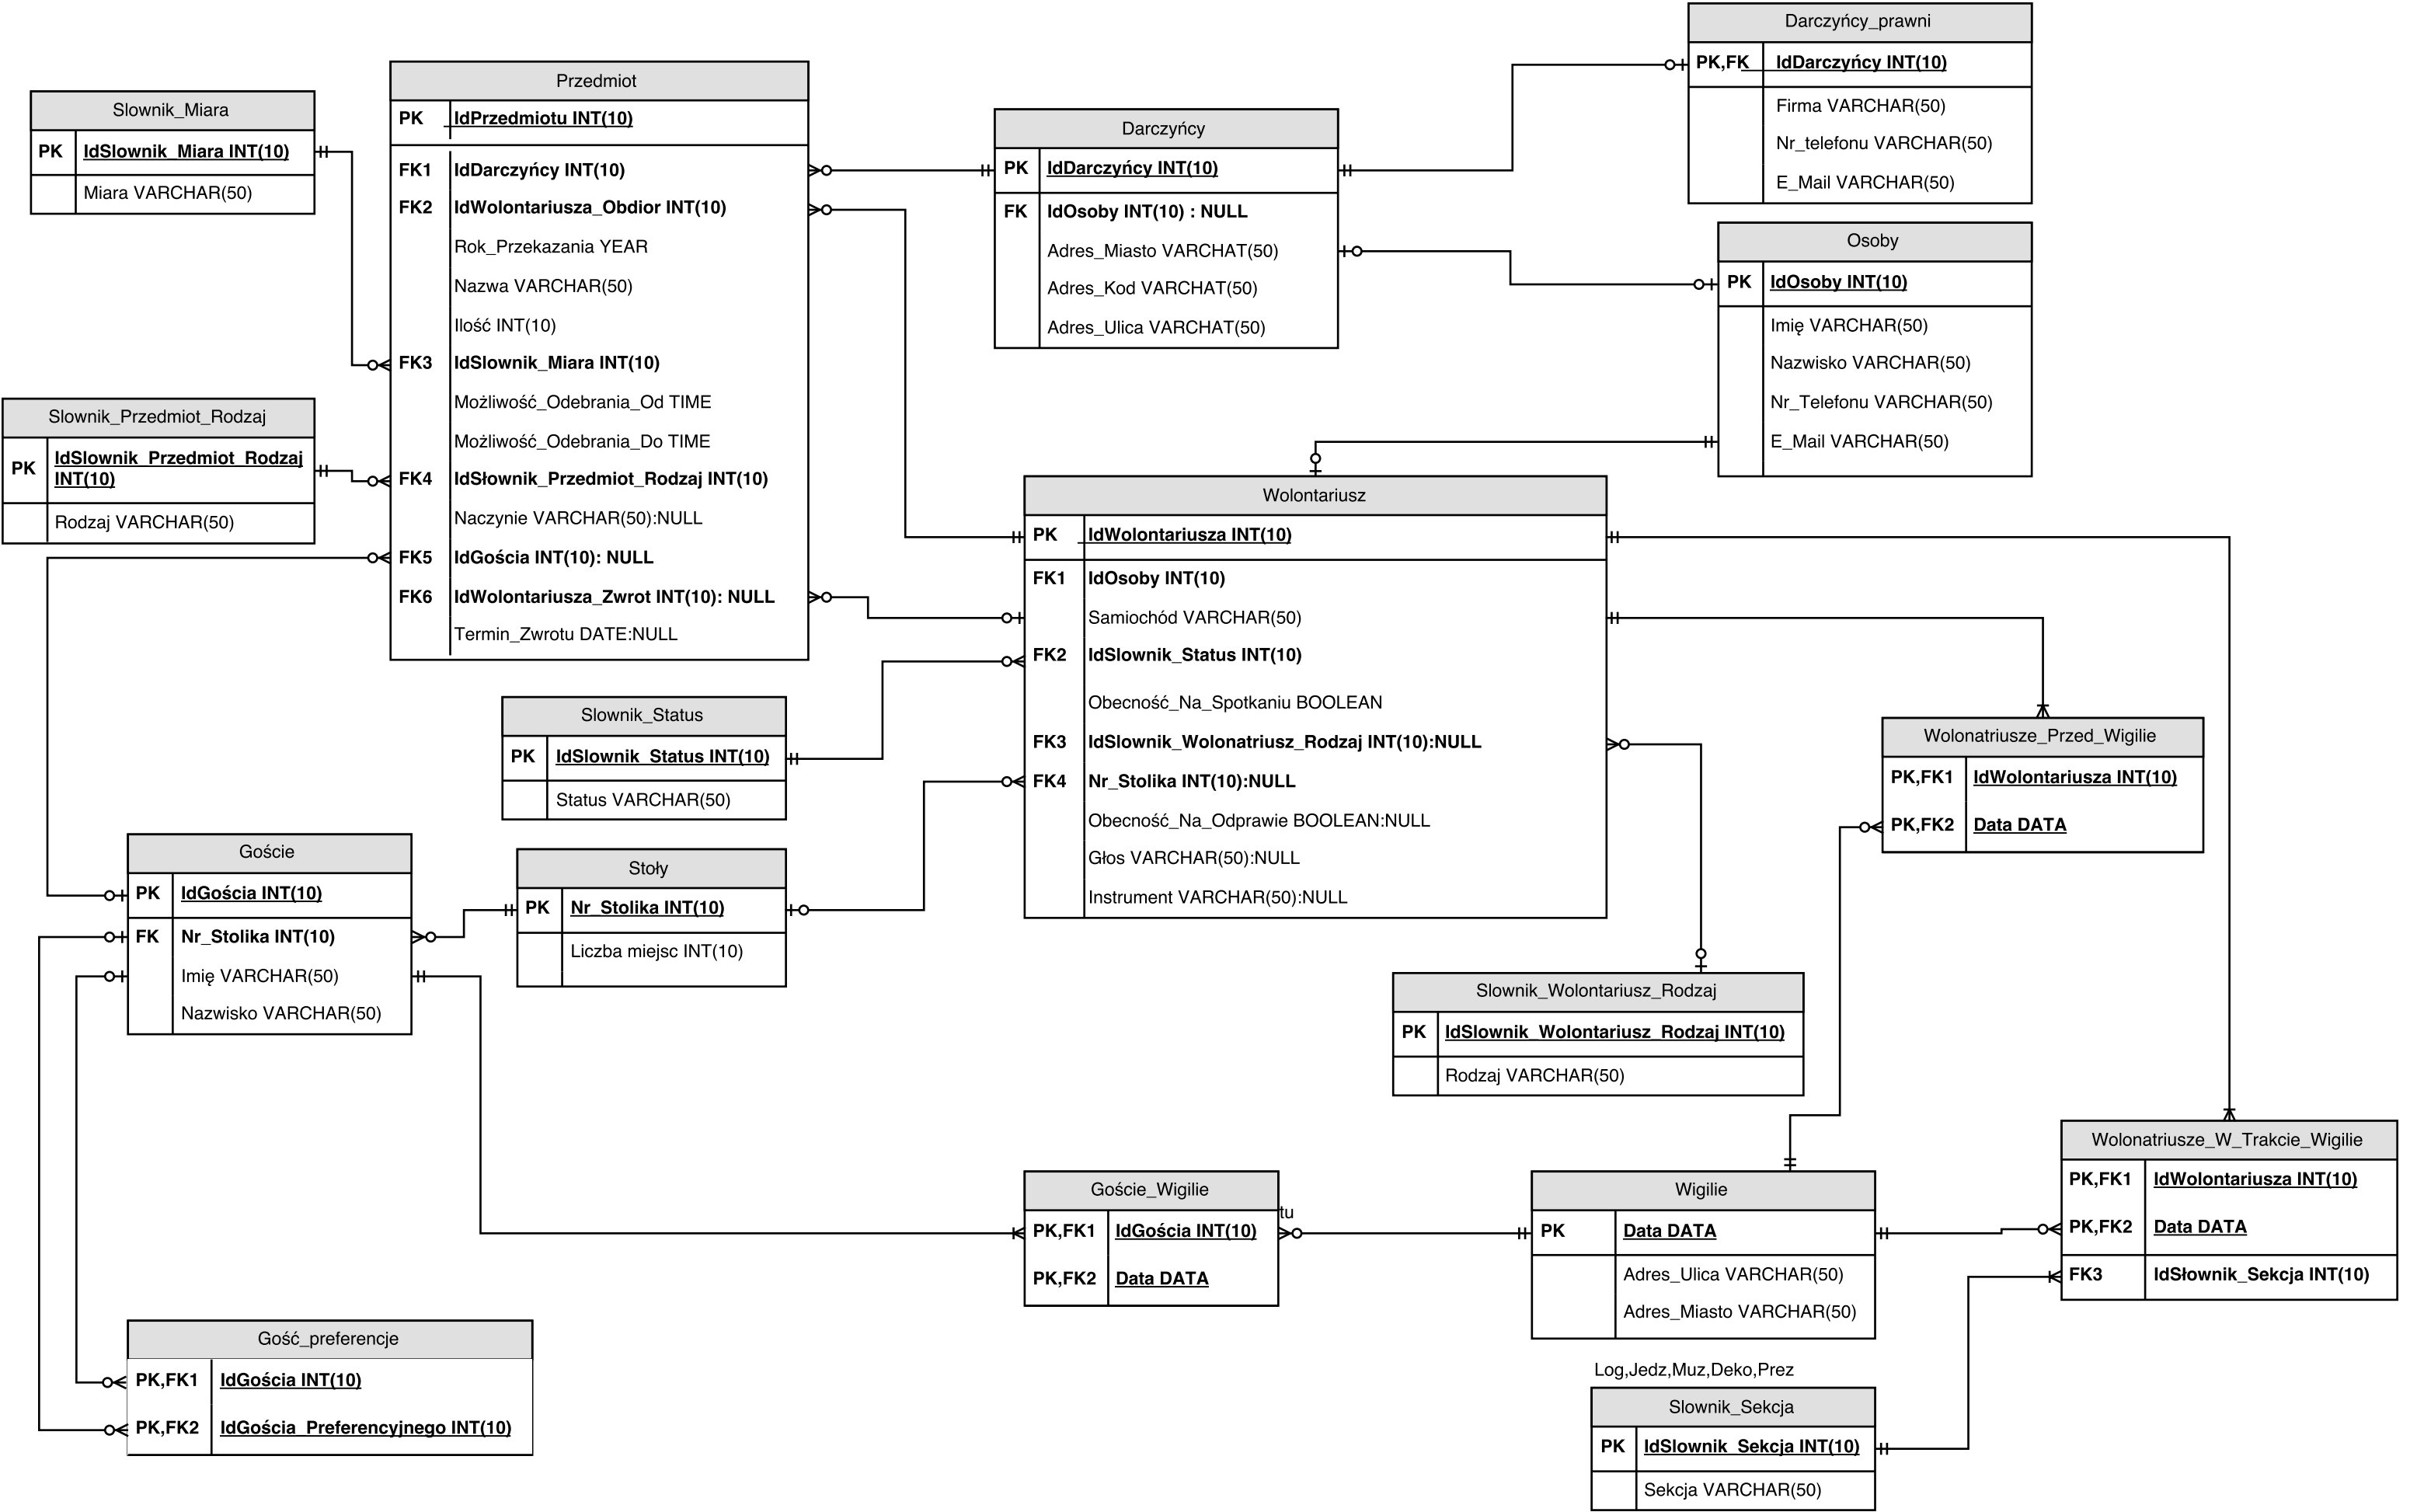 Darczyńcy_prawni
PK,FK IdDarczyńcy INT(10)
Firma VARCHAR(50)
Nr_telefonu VARCHAR(50)
E_Mail VARCHAR(50)
Przedmiot
PK IdPrzedmiotu INT(10)
FK1 IdDarczyńcy INT(10)
FK2 IdWolontariusza_Obdior INT(10)
Rok_Przekazania YEAR
Nazwa VARCHAR(50)
Ilość INT(10)
FK3 IdSlownik_Miara INT(10)
Możliwość_Odebrania_Od TIME
Możliwość_Odebrania_Do TIME
FK4 IdSłownik_Przedmiot_Rodzaj INT(10)
Naczynie VARCHAR(50):NULL
FK5 IdGościa INT(10): NULL
FK6 IdWolontariusza_Zwrot INT(10): NULL
Termin_Zwrotu DATE:NULL
Slownik_Miara
PK IdSlownik_Miara INT(10)
Miara VARCHAR(50)
Darczyńcy
PK IdDarczyńcy INT(10)
FK IdOsoby INT(10) : NULL
Adres_Miasto VARCHAT(50)
Adres_Kod VARCHAT(50)
Adres_Ulica VARCHAT(50)
Osoby
PK IdOsoby INT(10)
Imię VARCHAR(50)
Nazwisko VARCHAR(50)
Nr_Telefonu VARCHAR(50)
E_Mail VARCHAR(50)
Slownik_Przedmiot_Rodzaj
PK IdSlownik_Przedmiot_Rodzaj
INT(10)
Rodzaj VARCHAR(50)
Wolontariusz
PK IdWolontariusza INT(10)
FK1 IdOsoby INT(10)
Samiochód VARCHAR(50)
FK2 IdSlownik_Status INT(10)
Obecność_Na_Spotkaniu BOOLEAN
FK3 IdSlownik_Wolonatriusz_Rodzaj INT(10):NULL
FK4 Nr_Stolika INT(10):NULL
Obecność_Na_Odprawie BOOLEAN:NULL
Głos VARCHAR(50):NULL
Instrument VARCHAR(50):NULL
Slownik_Status
PK IdSlownik_Status INT(10)
Status VARCHAR(50)
Wolonatriusze_Przed_Wigilie
PK,FK1 IdWolontariusza INT(10)
PK,FK2 Data DATA
Goście
PK IdGościa INT(10)
FK Nr_Stolika INT(10)
Imię VARCHAR(50)
Nazwisko VARCHAR(50)
Stoły
PK Nr_Stolika INT(10)
Liczba miejsc INT(10)
Slownik_Wolontariusz_Rodzaj
PK IdSlownik_Wolontariusz_Rodzaj INT(10)
Rodzaj VARCHAR(50)
Wolonatriusze_W_Trakcie_Wigilie
PK,FK1 IdWolontariusza INT(10)
PK,FK2 Data DATA
FK3 IdSłownik_Sekcja INT(10)
Goście_Wigilie
tu
PK,FK1 IdGościa INT(10)
PK,FK2 Data DATA
Wigilie
PK Data DATA
Adres_Ulica VARCHAR(50)
Adres_Miasto VARCHAR(50)
Gość_preferencje
PK,FK1 IdGościa INT(10)
PK,FK2 IdGościa_Preferencyjnego INT(10)
Log,Jedz,Muz,Deko,Prez
Slownik_Sekcja
PK IdSlownik_Sekcja INT(10)
Sekcja VARCHAR(50)